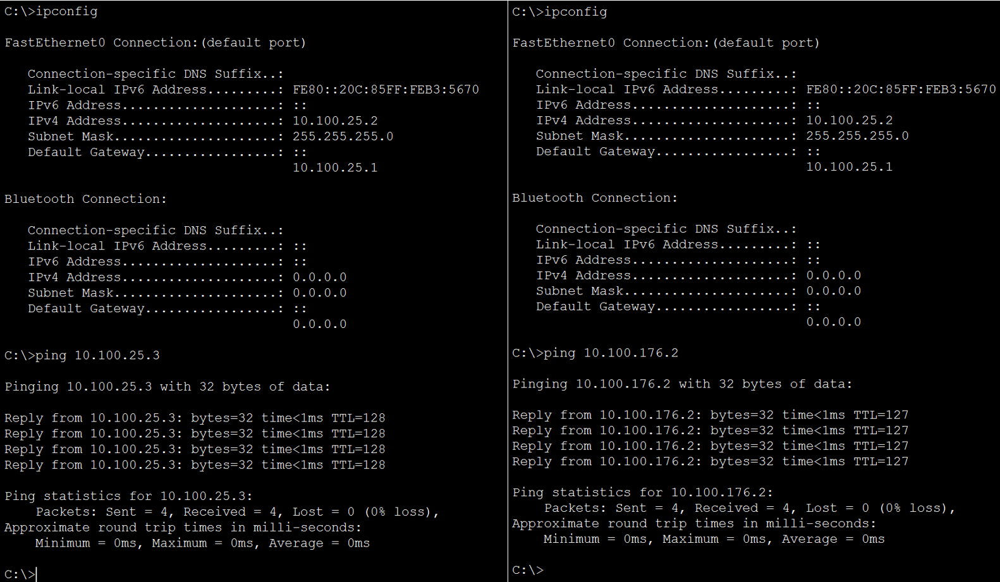 C:\>ipconfig

FastEthernet0 Connection:(default port)

   Connection-specific DNS Suffix..:
   Link-local IPv6 Address.........: FE80::20C:85FF:FEB3:5670
   IPv6 Address....................: ::
   IPv4 Address....................: 10.100.25.2
   Subnet Mask.....................: 255.255.255.0
   Default Gateway.................: ::
                                     10.100.25.1

Bluetooth Connection:

   Connection-specific DNS Suffix..:
   Link-local IPv6 Address.........: ::
   IPv6 Address....................: ::
   IPv4 Address....................: 0.0.0.0
   Subnet Mask.....................: 0.0.0.0
   Default Gateway.................: ::
                                     0.0.0.0

C:\>ping 10.100.25.3

Pinging 10.100.25.3 with 32 bytes of data:

Reply from 10.100.25.3: bytes=32 time<1ms TTL=128
Reply from 10.100.25.3: bytes=32 time<1ms TTL=128
Reply from 10.100.25.3: bytes=32 time<1ms TTL=128
Reply from 10.100.25.3: bytes=32 time<1ms TTL=128

Ping statistics for 10.100.25.3:
    Packets: Sent = 4, Received = 4, Lost = 0 (0% loss),
Approximate round trip times in milli-seconds:
    Minimum = 0ms, Maximum = 0ms, Average = 0ms

C:\>

C:\>ipconfig

FastEthernet0 Connection:(default port)

   Connection-specific DNS Suffix..:
   Link-local IPv6 Address.........: FE80::20C:85FF:FEB3:5670
   IPv6 Address....................: ::
   IPv4 Address....................: 10.100.25.2
   Subnet Mask.....................: 255.255.255.0
   Default Gateway.................: ::
                                     10.100.25.1

Bluetooth Connection:

   Connection-specific DNS Suffix..:
   Link-local IPv6 Address.........: ::
   IPv6 Address....................: ::
   IPv4 Address....................: 0.0.0.0
   Subnet Mask.....................: 0.0.0.0
   Default Gateway.................: ::
                                     0.0.0.0

C:\>ping 10.100.176.2

Pinging 10.100.176.2 with 32 bytes of data:

Reply from 10.100.176.2: bytes=32 time<1ms TTL=127
Reply from 10.100.176.2: bytes=32 time<1ms TTL=127
Reply from 10.100.176.2: bytes=32 time<1ms TTL=127
Reply from 10.100.176.2: bytes=32 time<1ms TTL=127

Ping statistics for 10.100.176.2:
    Packets: Sent = 4, Received = 4, Lost = 0 (0% loss),
Approximate round trip times in milli-seconds:
    Minimum = 0ms, Maximum = 0ms, Average = 0ms

C:\>